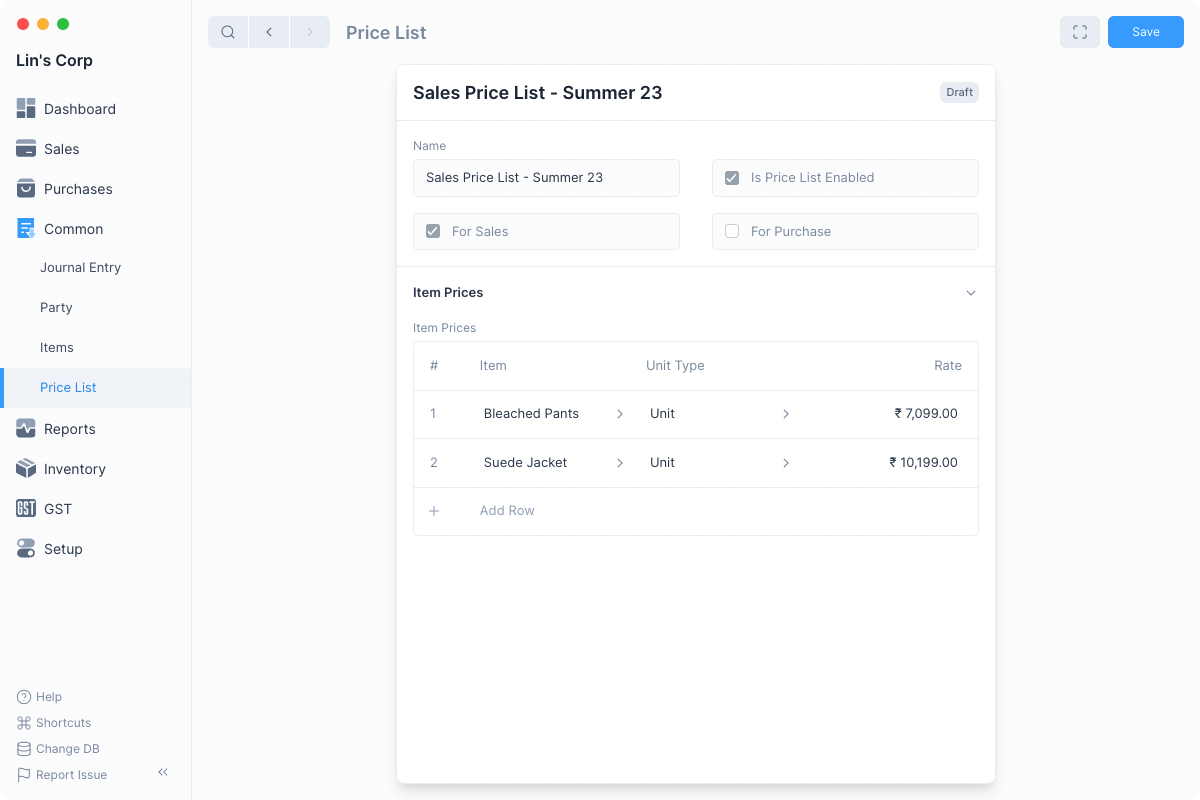 Lin's Corp
Dashboard
Sales
Purchases
Common
Journal Entry
Party
Items
Price List
Reports
Inventory
GST
GST
Setup
Help
Shortcuts
Change DB
Report Issue
Price List
Save
Sales Price List - Summer 23
Draft
Name
Sales Price List - Summer 23
Is Price List Enabled
For Sales
For Purchase
Item Prices
Item Prices
# Item Unit Type Rate
1 Bleached Pants Unit ₹ 7,099.00
2 Suede Jacket Unit ₹ 10,199.00
+ Add Row